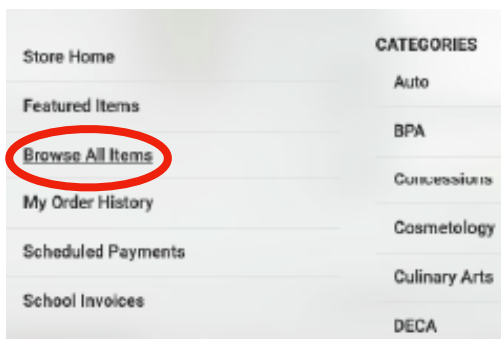 Store Home
Featured Items
Browse All Items
My Order History
Scheduled Payments
School Invoices
CATEGORIES
Auto
BPA
Concessions
Cosmetology
Culinary Arts
DECA